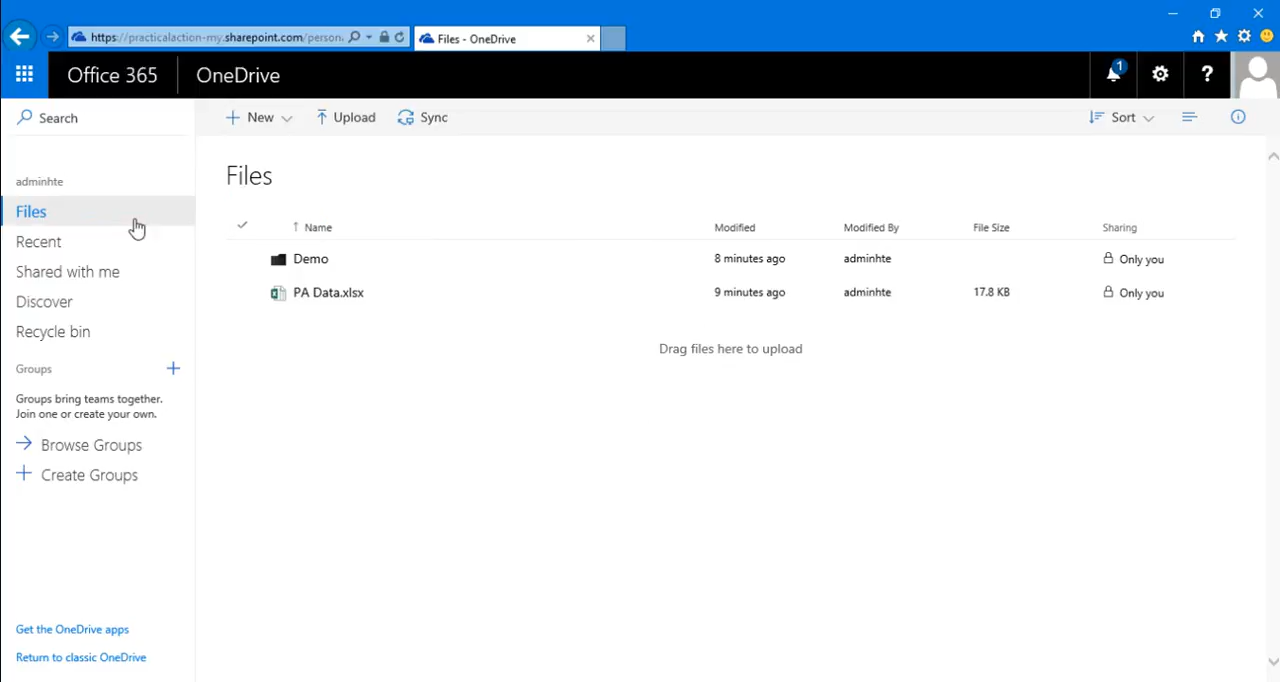 https://practicalaction-my.sharepoint.com/person.
Files - OneDrive
Office 365
OneDrive
1
?
Search
New
Upload
Sync
Sort
adminhte
Files
Recent
Shared with me
Discover
Recycle bin
Groups
Groups bring teams together.
Join one or create your own.
Browse Groups
Create Groups
Get the OneDrive apps
Return to classic OneDrive
Files
Name Modified Modified By File Size Sharing
Demo 8 minutes ago adminhte Only you
PA Data.xlsx 9 minutes ago adminhte 17.8 KB Only you
Drag files here to upload